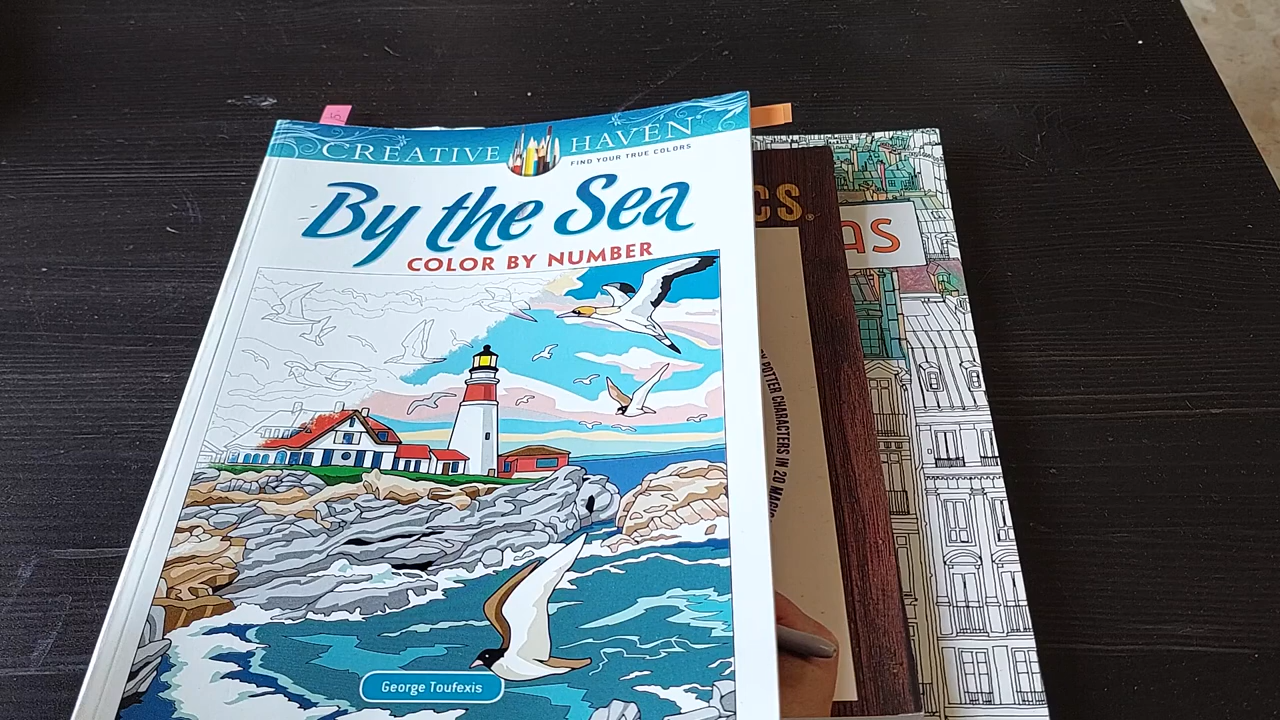 CREATIVE HAVEN®
FIND YOUR TRUE COLORS
By the Sea
COLOR BY NUMBER
George Toufexis
CS.
as
POTTER CHARACTERS IN 20